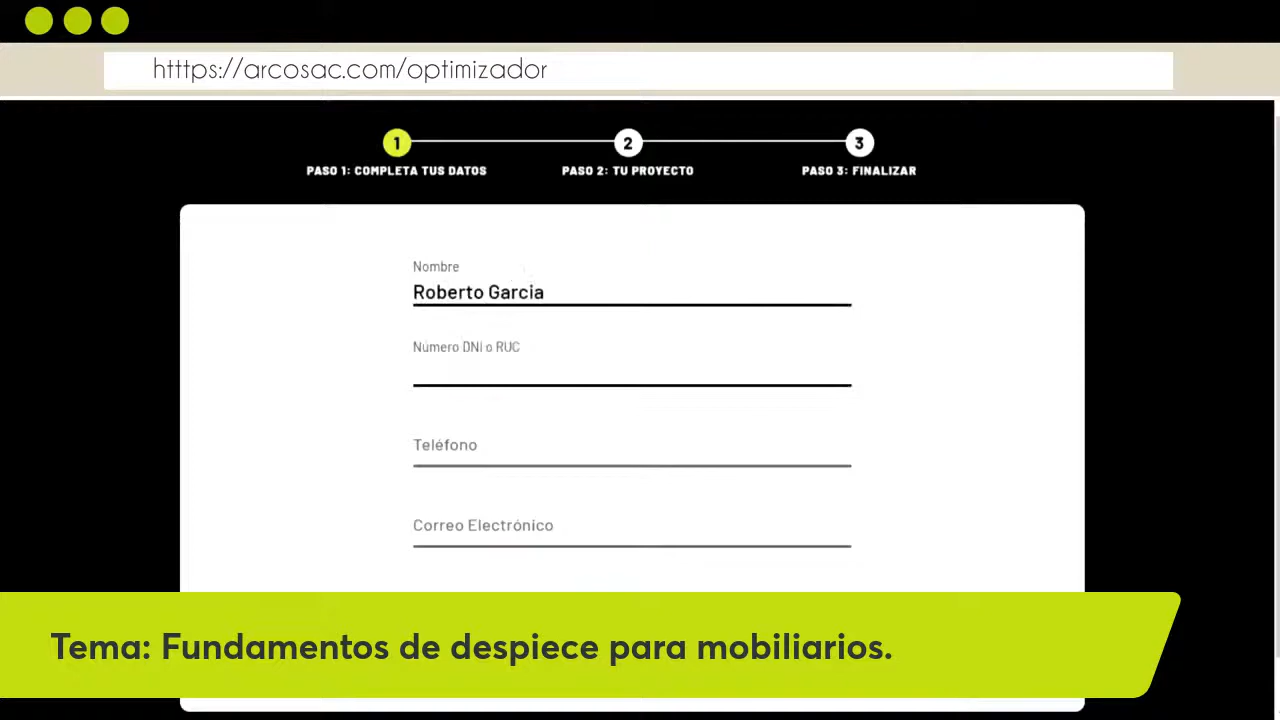 htttps://arcosac.com/optimizador
1 2 3
PASO 1: COMPLETA TUS DATOS PASO 2: TU PROYECTO PASO 3: FINALIZAR
Nombre
Roberto Garcia
Número DNI o RUC
Teléfono
Correo Electrónico
Tema: Fundamentos de despiece para mobiliarios.